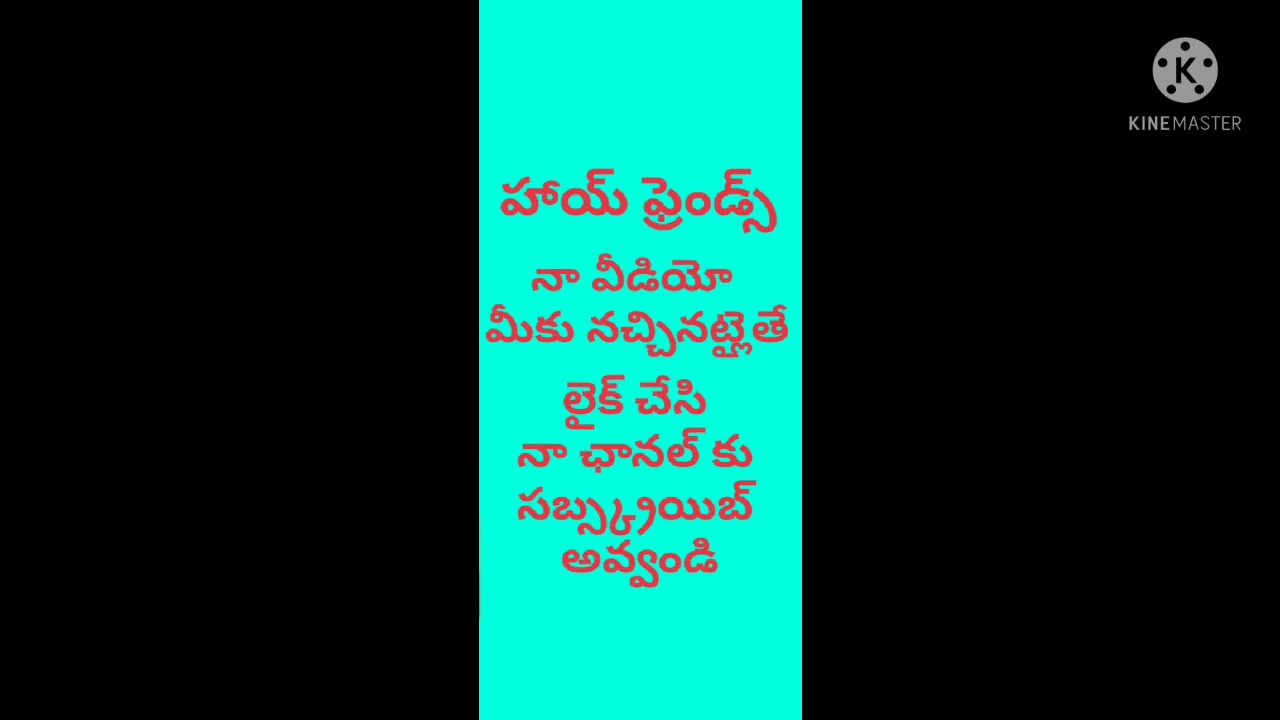 K
KINEMASTER
హాయ్ ఫ్రెండ్స్
నా వీడియో
మీకు నచ్చినట్లైతే
లైక్ చేసి
నా ఛానల్ కు
సబ్స్క్రయిబ్
అవ్వండి